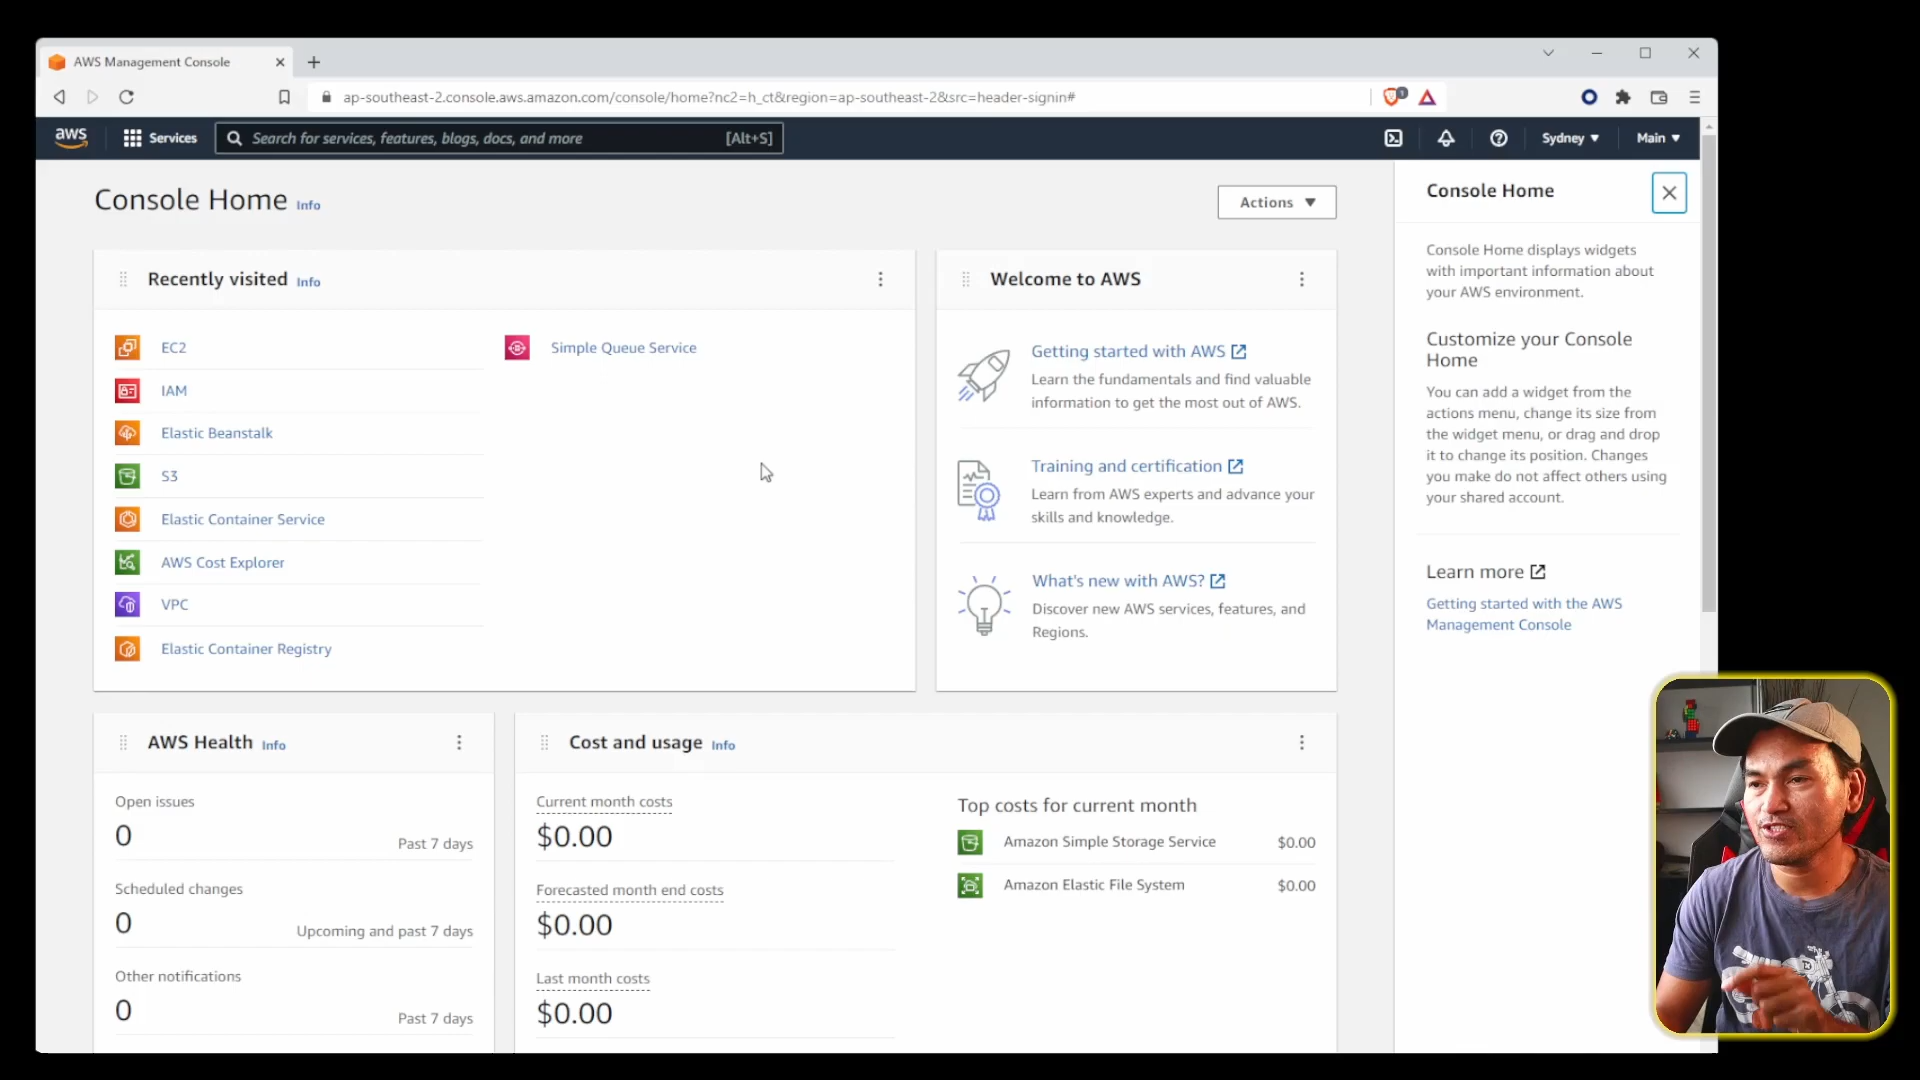 AWS Management Console
ap-southeast-2.console.aws.amazon.com/console/home?nc2=h_ct&region=ap-southeast-2&src=header-signin#
1
aws
Services
Search for services, features, blogs, docs, and more
[Alt+S]
Sydney
Main
Console Home Info
Actions
Recently visited Info
EC2
IAM
Elastic Beanstalk
S3
Elastic Container Service
AWS Cost Explorer
VPC
Elastic Container Registry
Simple Queue Service
Welcome to AWS
Getting started with AWS
Learn the fundamentals and find valuable
information to get the most out of AWS.
Training and certification
Learn from AWS experts and advance your
skills and knowledge.
What's new with AWS?
Discover new AWS services, features, and
Regions.
AWS Health Info
Open issues
0
Past 7 days
Scheduled changes
0
Upcoming and past 7 days
Other notifications
0
Past 7 days
Cost and usage Info
Current month costs
$0.00
Forecasted month end costs
$0.00
Last month costs
$0.00
Top costs for current month
Amazon Simple Storage Service $0.00
Amazon Elastic File System $0.00
Console Home
Console Home displays widgets
with important information about
your AWS environment.
Customize your Console
Home
You can add a widget from the
actions menu, change its size from
the widget menu, or drag and drop
it to change its position. Changes
you make do not affect others using
your shared account.
Learn more
Getting started with the AWS
Management Console